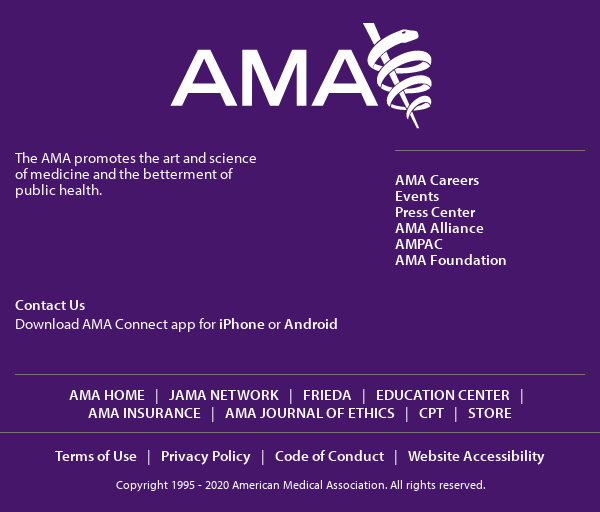 AMA
The AMA promotes the art and science
of medicine and the betterment of
public health.
AMA Careers
Events
Press Center
AMA Alliance
AMPAC
AMA Foundation
Contact Us
Download AMA Connect app for iPhone or Android
AMA HOME | JAMA NETWORK | FRIEDA | EDUCATION CENTER |
AMA INSURANCE | AMA JOURNAL OF ETHICS | CPT | STORE
Terms of Use | Privacy Policy | Code of Conduct | Website Accessibility
Copyright 1995 - 2020 American Medical Association. All rights reserved.